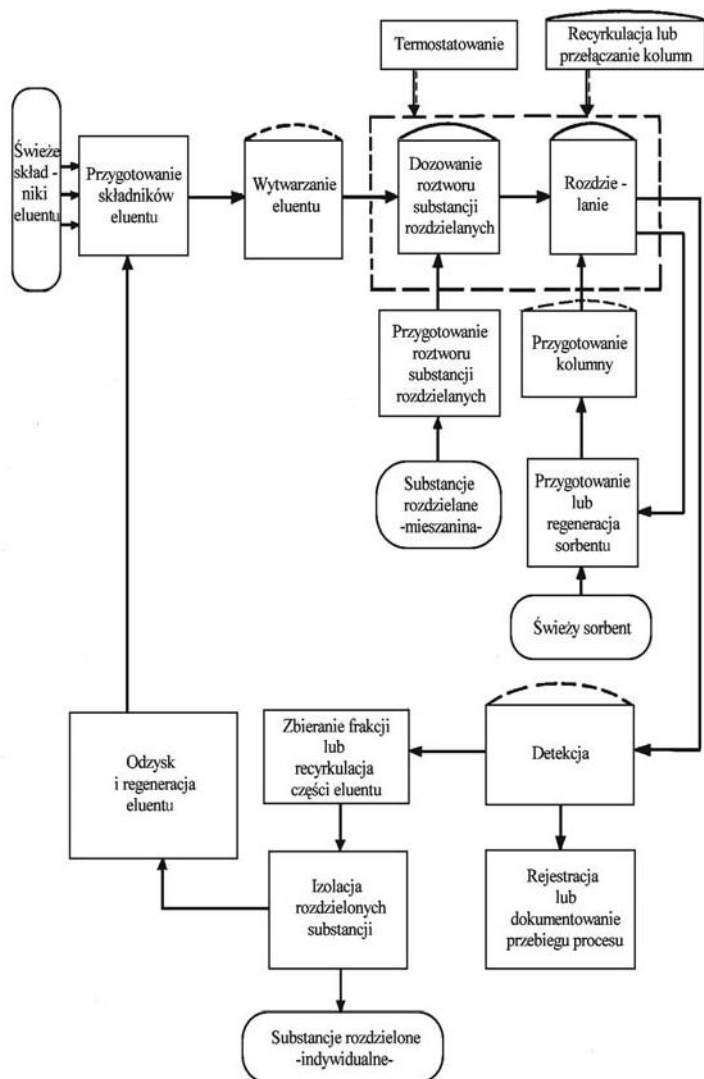 Termostatowanie
Recyrkulacja lub
przełączanie kolumn
Świeże
skład -
niki
eluentu
Przygotowanie
składników
eluentu
Wytwarzanie
eluentu
Dozowanie
roztworu
substancji
rozdzielanych
Rozdzie -
lanie
Przygotowanie
roztworu
substancji
rozdzielanych
Przygotowanie
kolumny
Substancje
rozdzielane
-mieszanina-
Przygotowanie
lub
regeneracja
sorbentu
Świeży sorbent
Odzysk
i regeneracja
eluentu
Zbieranie frakcji
lub
recyrkulacja
części eluentu
Detekcja
Izolacja
rozdzielonych
substancji
Rejestracja
lub
dokumentowanie
przebiegu procesu
Substancje rozdzielone
-indywidualne-